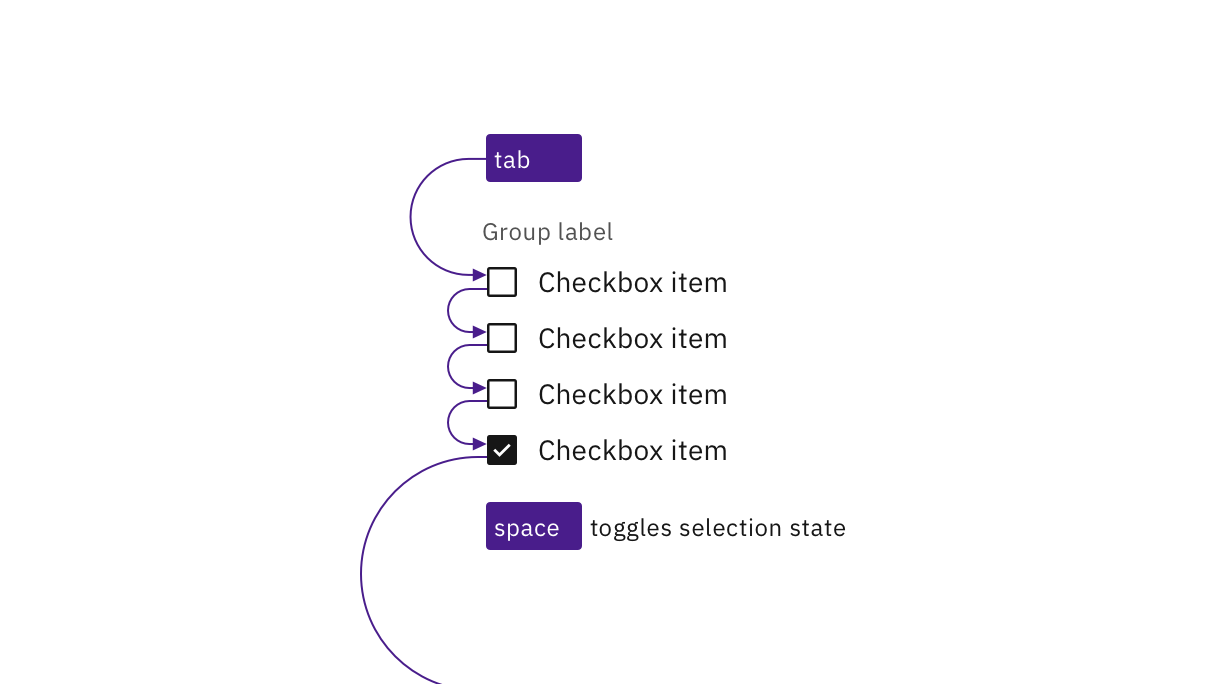 tab
Group label
Checkbox item
Checkbox item
Checkbox item
Checkbox item
space toggles selection state